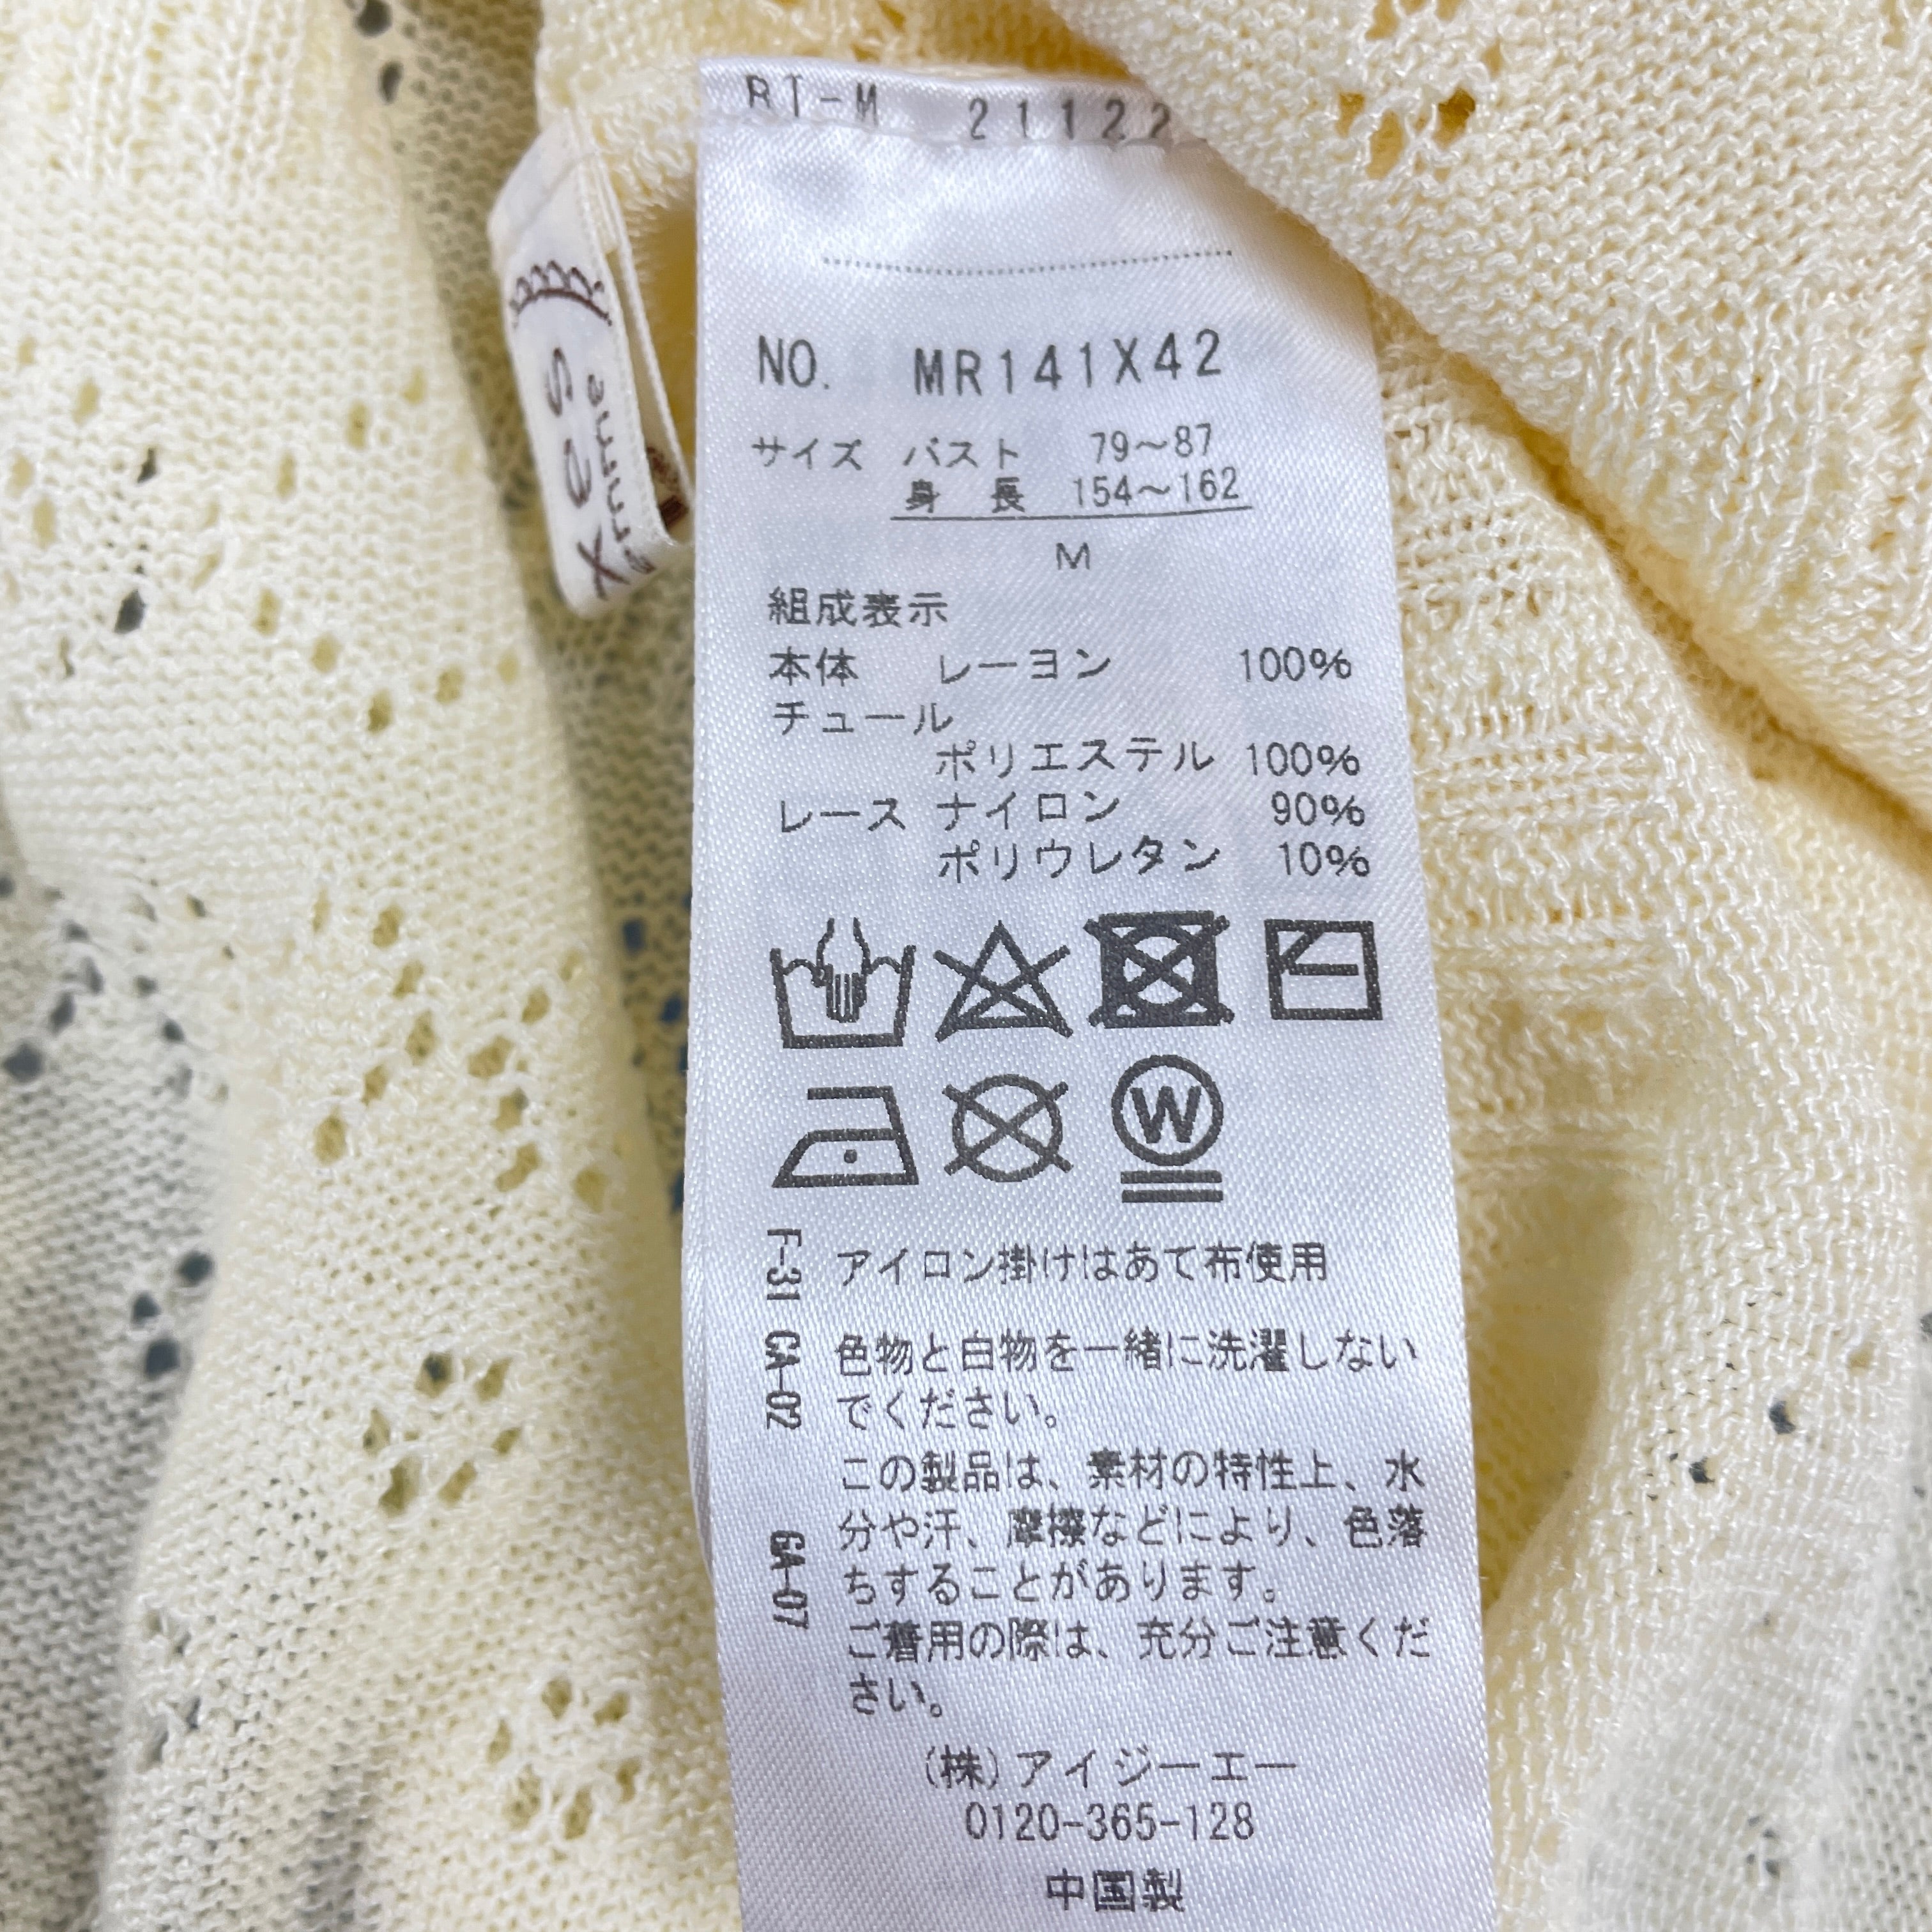 21122
NO. MR141X42
サイズ バスト 79～87
身 長 154～162
M
組成表示
本体 レーヨン 100%
チュール
ポリエステル 100%
レース ナイロン 90%
ポリウレタン 10%
W
F-31 アイロン掛けはあて布使用
CA-02 色物と白物を一緒に洗濯しない
でください。
この製品は、素材の特性上、水
分や汗、摩擦などにより、色落
GA-07 ちすることがあります。
ご着用の際は、充分ご注意くだ
さい。
(株)アイジーエー
0120-365-128
中国製